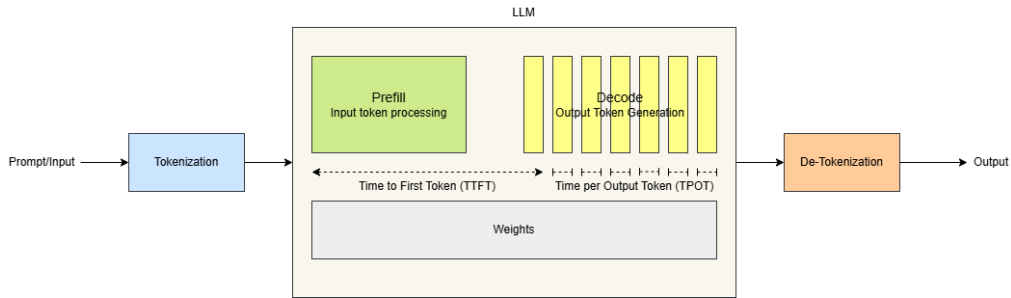 LLM
Prefill
Input token processing
Decode
Output Token Generation
Prompt/Input
Tokenization
De-Tokenization
Output
Time to First Token (TTFT)
Time per Output Token (TPOT)
Weights